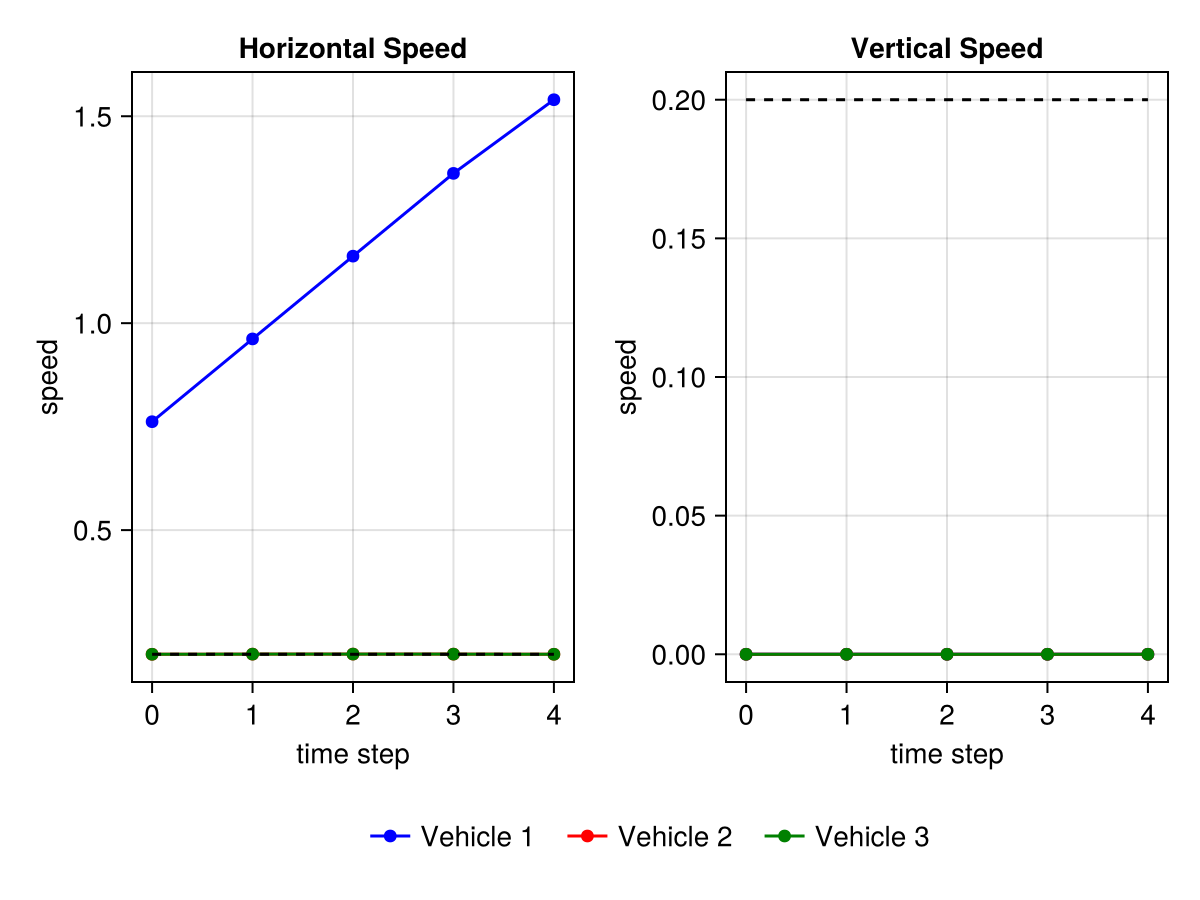 Horizontal Speed
1.5
1.0
0.5
speed
0 1 2 3 4
time step
Vertical Speed
0.20
0.15
0.10
0.05
0.00
speed
0 1 2 3 4
time step
Vehicle 1 Vehicle 2 Vehicle 3